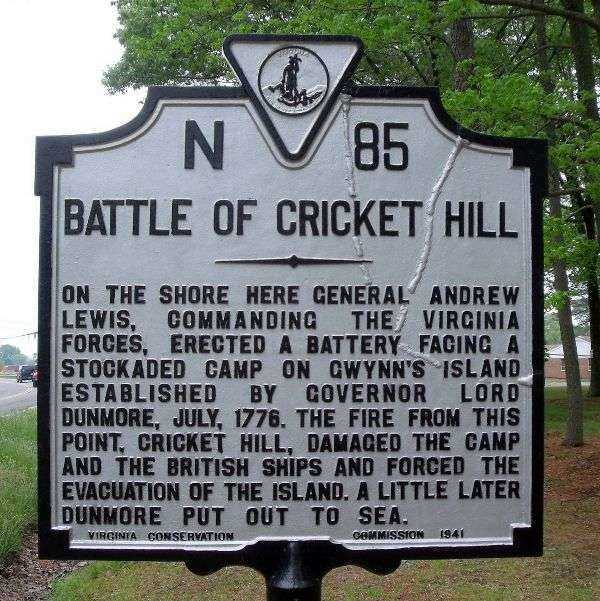 N 85
BATTLE OF CRICKET HILL
ON THE SHORE HERE GENERAL ANDREW
LEWIS, COMMANDING THE VIRGINIA
FORCES, ERECTED A BATTERY FACING A
STOCKADED CAMP ON GWYNN'S ISLAND
ESTABLISHED BY GOVERNOR LORD
DUNMORE, JULY, 1776. THE FIRE FROM THIS
POINT, CRICKET HILL, DAMAGED THE CAMP
AND THE BRITISH SHIPS AND FORCED THE
EVACUATION OF THE ISLAND. A LITTLE LATER
DUNMORE PUT OUT TO SEA.
VIRGINIA CONSERVATION COMMISSION 1941